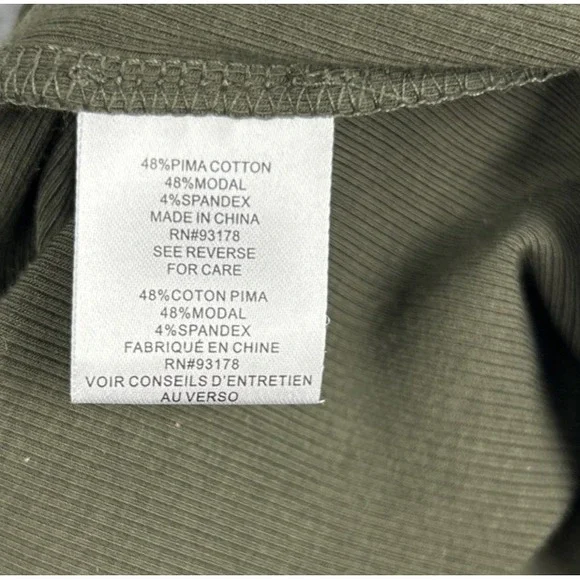 48%PIMA COTTON
48%MODAL
4%SPANDEX
MADE IN CHINA
RN#93178
SEE REVERSE
FOR CARE
48%COTON PIMA
48%MODAL
4%SPANDEX
FABRIQUÉ EN CHINE
RN#93178
VOIR CONSEILS D'ENTRETIEN
AU VERSO